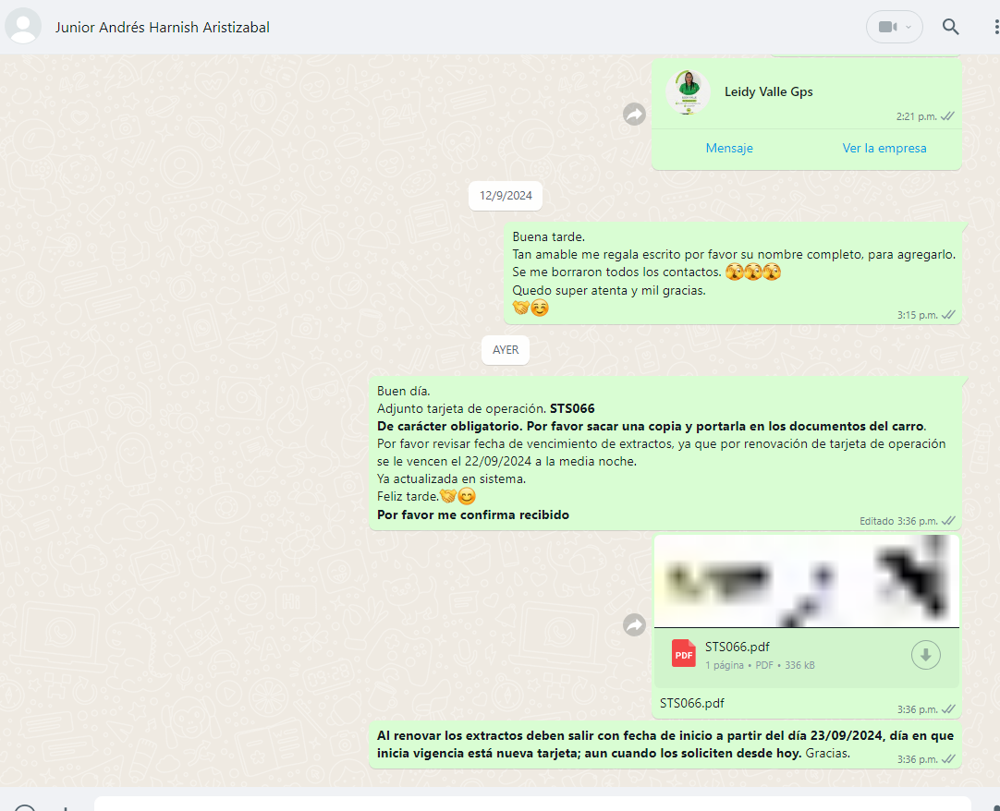 Junior Andrés Harnish Aristizabal
Leidy Valle Gps
2:21 p.m.
Mensaje
Ver la empresa
12/9/2024
Buena tarde.
Tan amable me regala escrito por favor su nombre completo, para agregarlo.
Se me borraron todos los contactos. 🫣🫣🫣
Quedo super atenta y mil gracias.
🤝😊
3:15 p.m.
AYER
Buen día.
Adjunto tarjeta de operación. STS066
De carácter obligatorio. Por favor sacar una copia y portarla en los documentos del carro.
Por favor revisar fecha de vencimiento de extractos, ya que por renovación de tarjeta de operación
se le vencen el 22/09/2024 a la media noche.
Ya actualizada en sistema.
Feliz tarde.🤝😊
Por favor me confirma recibido
Editado 3:36 p.m.
PDF
STS066.pdf
1 página • PDF • 336 kB
STS066.pdf
3:36 p.m.
Al renovar los extractos deben salir con fecha de inicio a partir del día 23/09/2024, día en que
inicia vigencia está nueva tarjeta; aun cuando los soliciten desde hoy. Gracias.
3:36 p.m.